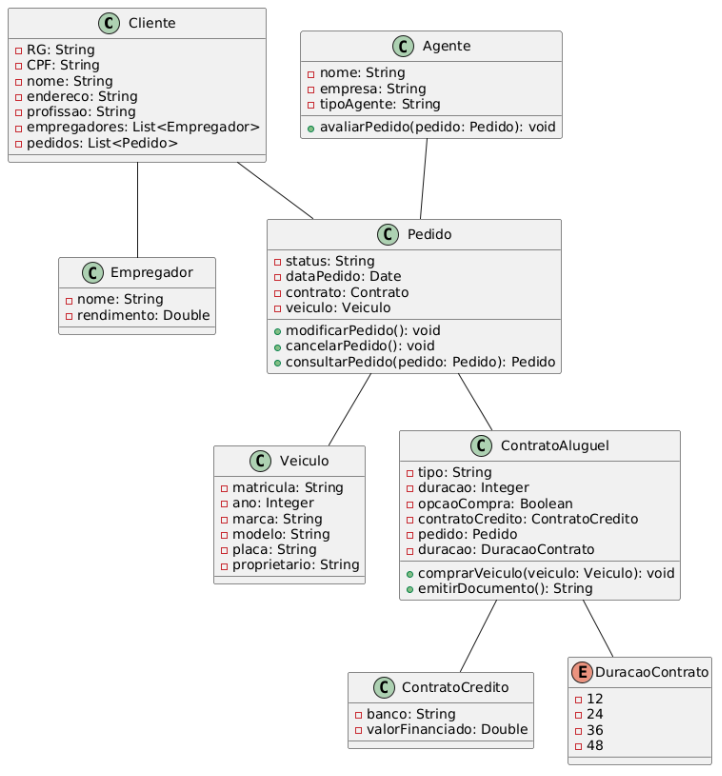 C Cliente
RG: String
CPF: String
nome: String
endereco: String
profissao: String
empregadores: List<Empregador>
pedidos: List<Pedido>
C Agente
nome: String
empresa: String
tipoAgente: String
avaliarPedido(pedido: Pedido): void
C Empregador
nome: String
rendimento: Double
C Pedido
status: String
dataPedido: Date
contrato: Contrato
veiculo: Veiculo
modificarPedido(): void
cancelarPedido(): void
consultarPedido(pedido: Pedido): Pedido
C Veiculo
matricula: String
ano: Integer
marca: String
modelo: String
placa: String
proprietario: String
C ContratoAluguel
tipo: String
duracao: Integer
opcaoCompra: Boolean
contratoCredito: ContratoCredito
pedido: Pedido
duracao: DuracaoContrato
comprarVeiculo(veiculo: Veiculo): void
emitirDocumento(): String
C ContratoCredito
banco: String
valorFinanciado: Double
E DuracaoContrato
12
24
36
48